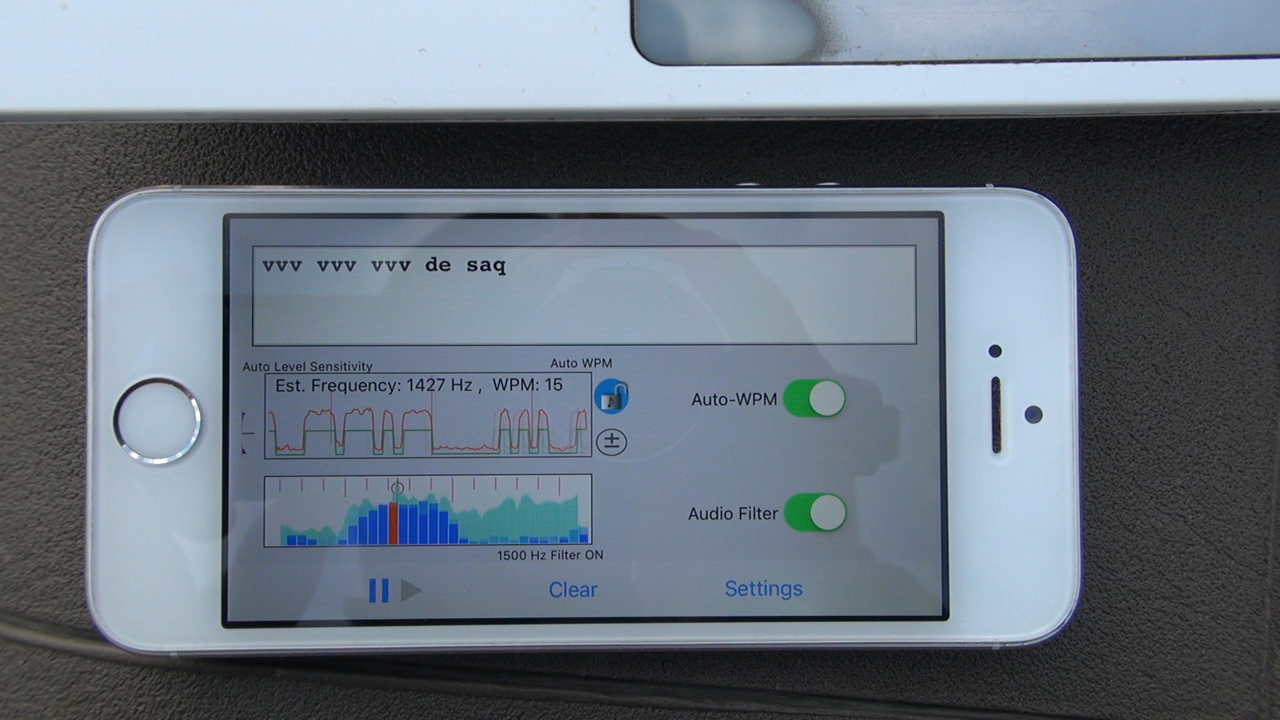 vvv vvv vvv de saq
Auto Level Sensitivity
Auto WPM
Est. Frequency: 1427 Hz , WPM: 15
Auto-WPM
Audio Filter
1500 Hz Filter ON
Clear
Settings